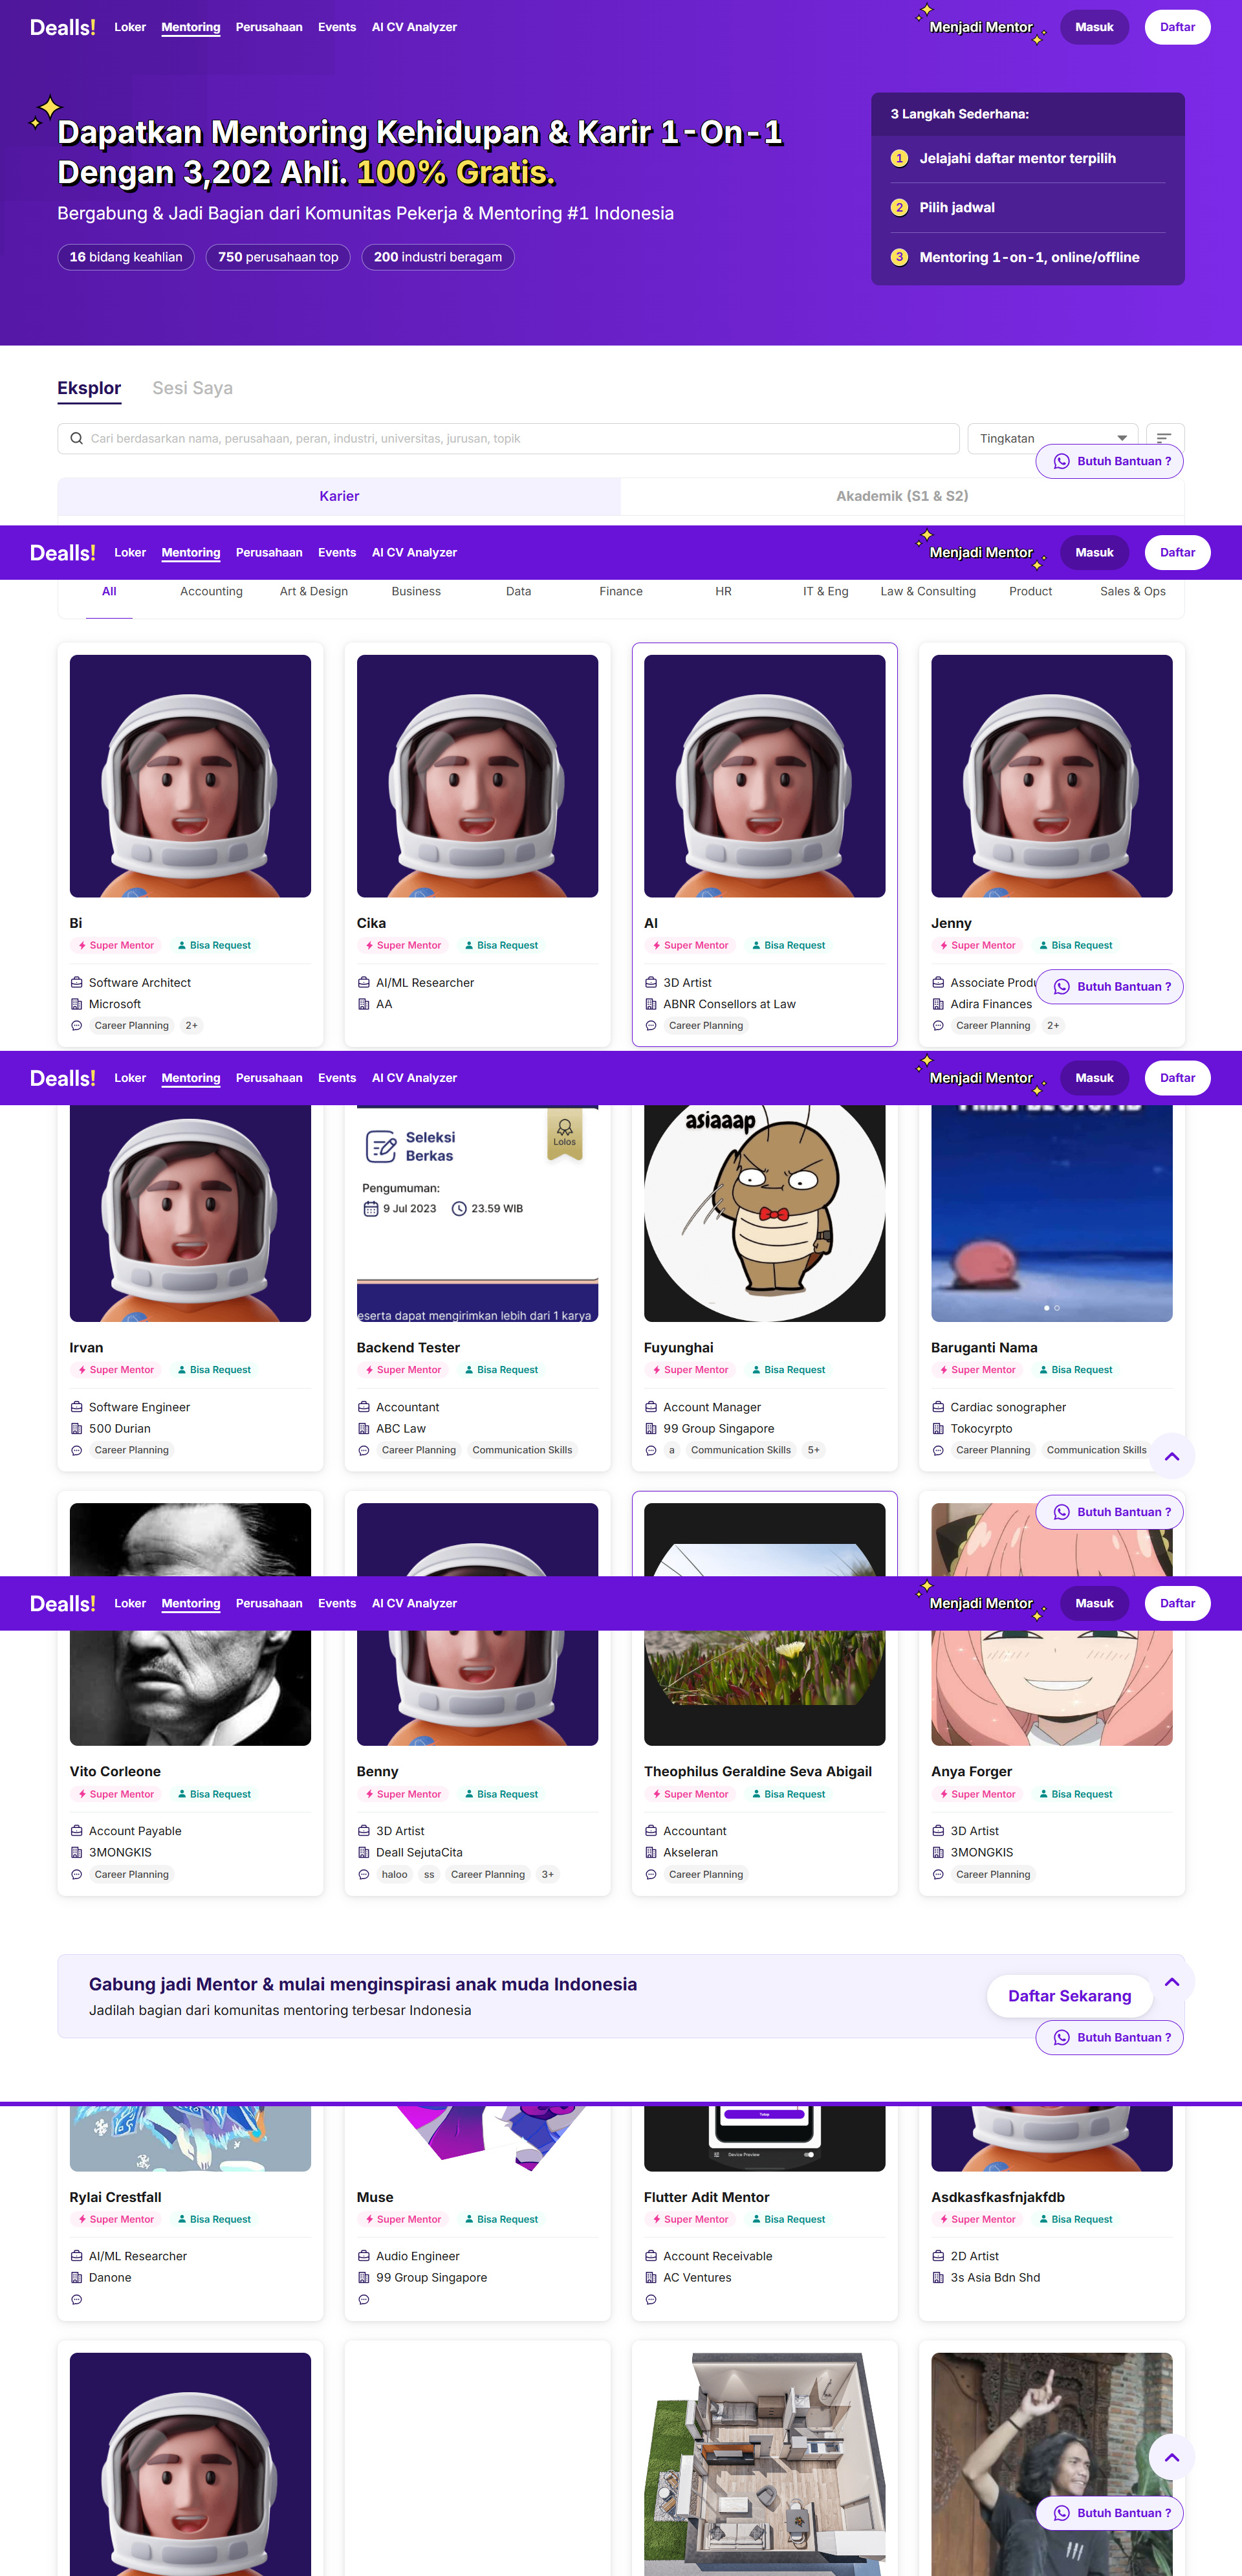 Dealls!
Loker
Mentoring
Perusahaan
Events
AI CV Analyzer
Menjadi Mentor
Masuk
Daftar
Dapatkan Mentoring Kehidupan & Karir 1-On-1
Dengan 3,202 Ahli. 100% Gratis.
Bergabung & Jadi Bagian dari Komunitas Pekerja & Mentoring #1 Indonesia
16 bidang keahlian
750 perusahaan top
200 industri beragam
3 Langkah Sederhana:
1 Jelajahi daftar mentor terpilih
2 Pilih jadwal
3 Mentoring 1-on-1, online/offline
Eksplor
Sesi Saya
Cari berdasarkan nama, perusahaan, peran, industri, universitas, jurusan, topik
Tingkatan
Butuh Bantuan ?
Karier
Akademik (S1 & S2)
Dealls!
Loker
Mentoring
Perusahaan
Events
AI CV Analyzer
Menjadi Mentor
Masuk
Daftar
All
Accounting
Art & Design
Business
Data
Finance
HR
IT & Eng
Law & Consulting
Product
Sales & Ops
Bi
Super Mentor
Bisa Request
Software Architect
Microsoft
Career Planning
2+
Cika
Super Mentor
Bisa Request
AI/ML Researcher
AA
Al
Super Mentor
Bisa Request
3D Artist
ABNR Consellors at Law
Career Planning
Jenny
Super Mentor
Bisa Request
Associate
Adira Finances
Career Planning
2+
Butuh Bantuan ?
Dealls!
Loker
Mentoring
Perusahaan
Events
AI CV Analyzer
Menjadi Mentor
Masuk
Daftar
Irvan
Super Mentor
Bisa Request
Software Engineer
500 Durian
Career Planning
Seleksi
Berkas
Lolos
Pengumuman:
9 Jul 2023
23.59 WIB
eserta dapat mengirimkan lebih dari 1 karya
Backend Tester
Super Mentor
Bisa Request
Accountant
ABC Law
Career Planning
Communication Skills
asiaaap
Fuyunghai
Super Mentor
Bisa Request
Account Manager
99 Group Singapore
a
Communication Skills
5+
Baruganti Nama
Super Mentor
Bisa Request
Cardiac sonographer
Tokocyrpto
Career Planning
Communication Skills
Butuh Bantuan ?
Dealls!
Loker
Mentoring
Perusahaan
Events
AI CV Analyzer
Menjadi Mentor
Masuk
Daftar
Vito Corleone
Super Mentor
Bisa Request
Account Payable
3MONGKIS
Career Planning
Benny
Super Mentor
Bisa Request
3D Artist
Deall SejutaCita
haloo
ss
Career Planning
3+
Theophilus Geraldine Seva Abigail
Super Mentor
Bisa Request
Accountant
Akseleran
Career Planning
Anya Forger
Super Mentor
Bisa Request
3D Artist
3MONGKIS
Career Planning
Gabung jadi Mentor & mulai menginspirasi anak muda Indonesia
Jadilah bagian dari komunitas mentoring terbesar Indonesia
Daftar Sekarang
Butuh Bantuan ?
Rylai Crestfall
Super Mentor
Bisa Request
AI/ML Researcher
Danone
Muse
Super Mentor
Bisa Request
Audio Engineer
99 Group Singapore
Device Preview
Flutter Adit Mentor
Super Mentor
Bisa Request
Account Receivable
AC Ventures
Asdkasfkasfnjakfdb
Super Mentor
Bisa Request
2D Artist
3s Asia Bdn Shd
Butuh Bantuan ?